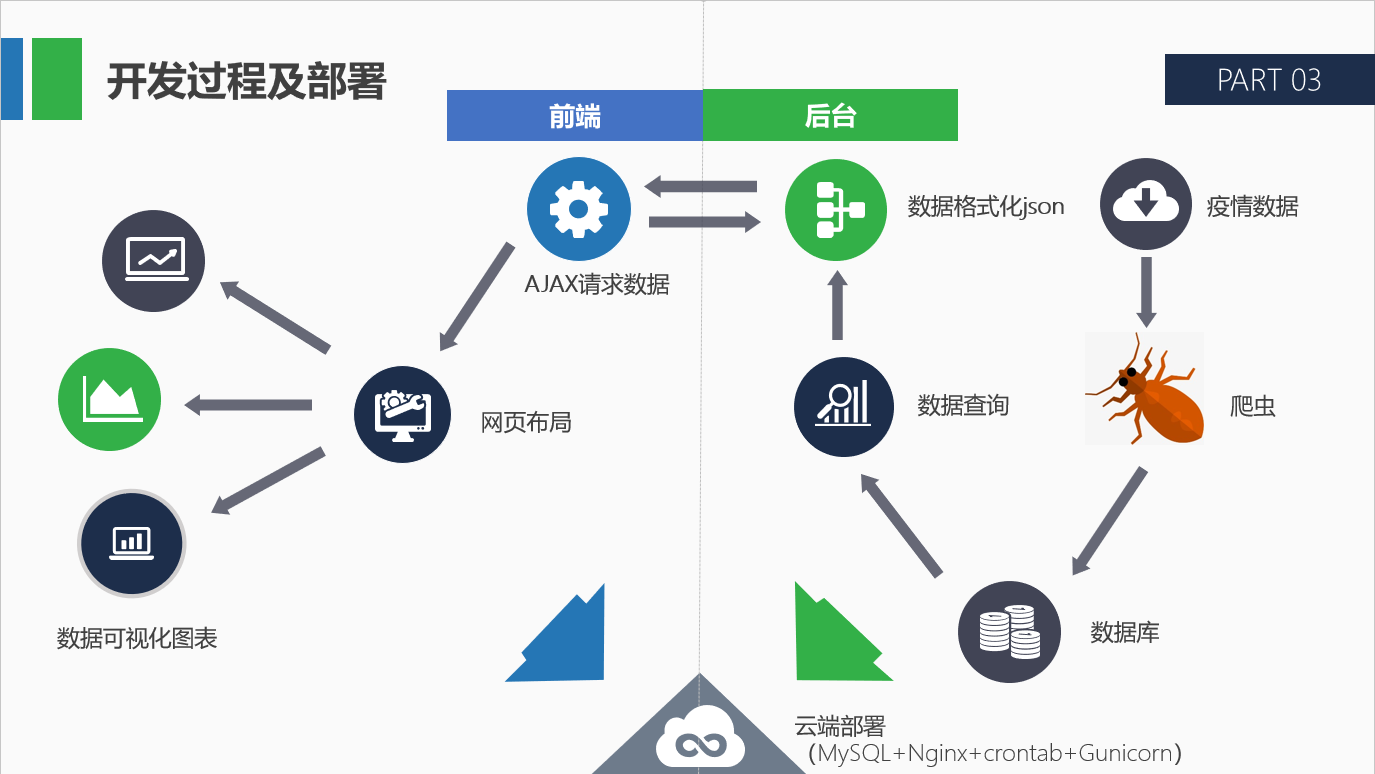 开发过程及部署
PART 03
前端
后台
数据格式化json
疫情数据
AJAX请求数据
网页布局
数据查询
爬虫
数据可视化图表
数据库
云端部署
（MySQL+Nginx+crontab+Gunicorn）